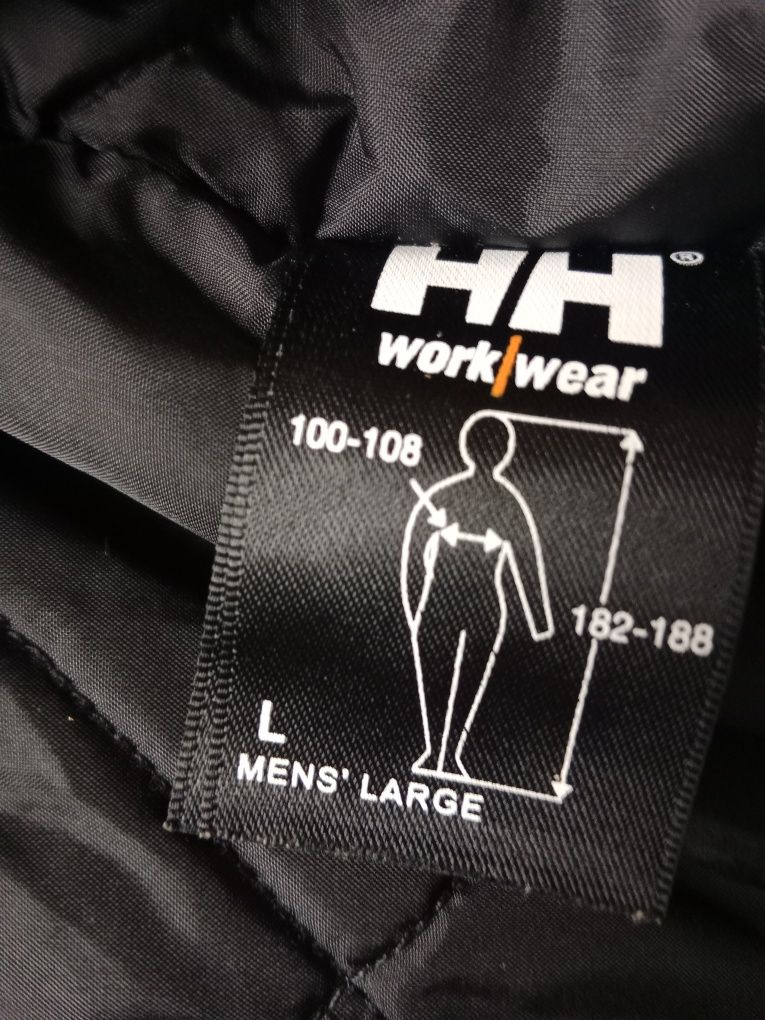 HH®
work/wear
100-108
182-188
L
MENS' LARGE